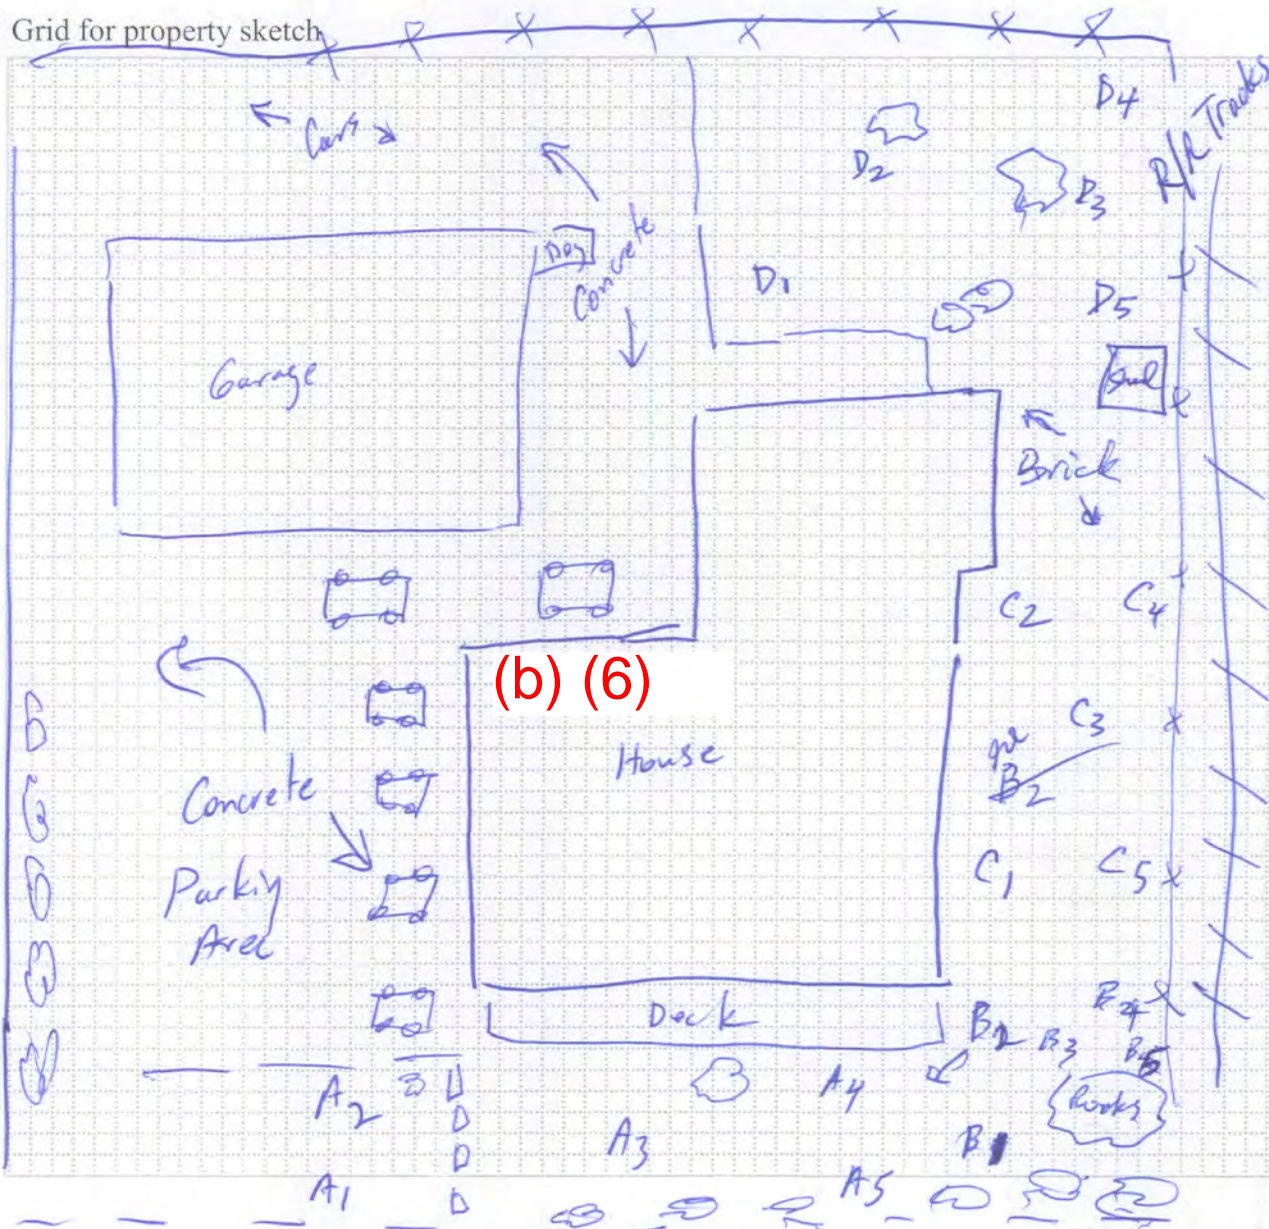 Grid for property sketch
D4
R/R Tracks
Cars
D2
D3
Dog
Concrete
D1
D5
Garage
Brick
C2
C4
(b) (6)
C3
House
B2
Concrete
Parking
Area
C1
C5
Deck
B2
B3
B4
B5
A2
A4
Rocks
A3
B1
A1
A5